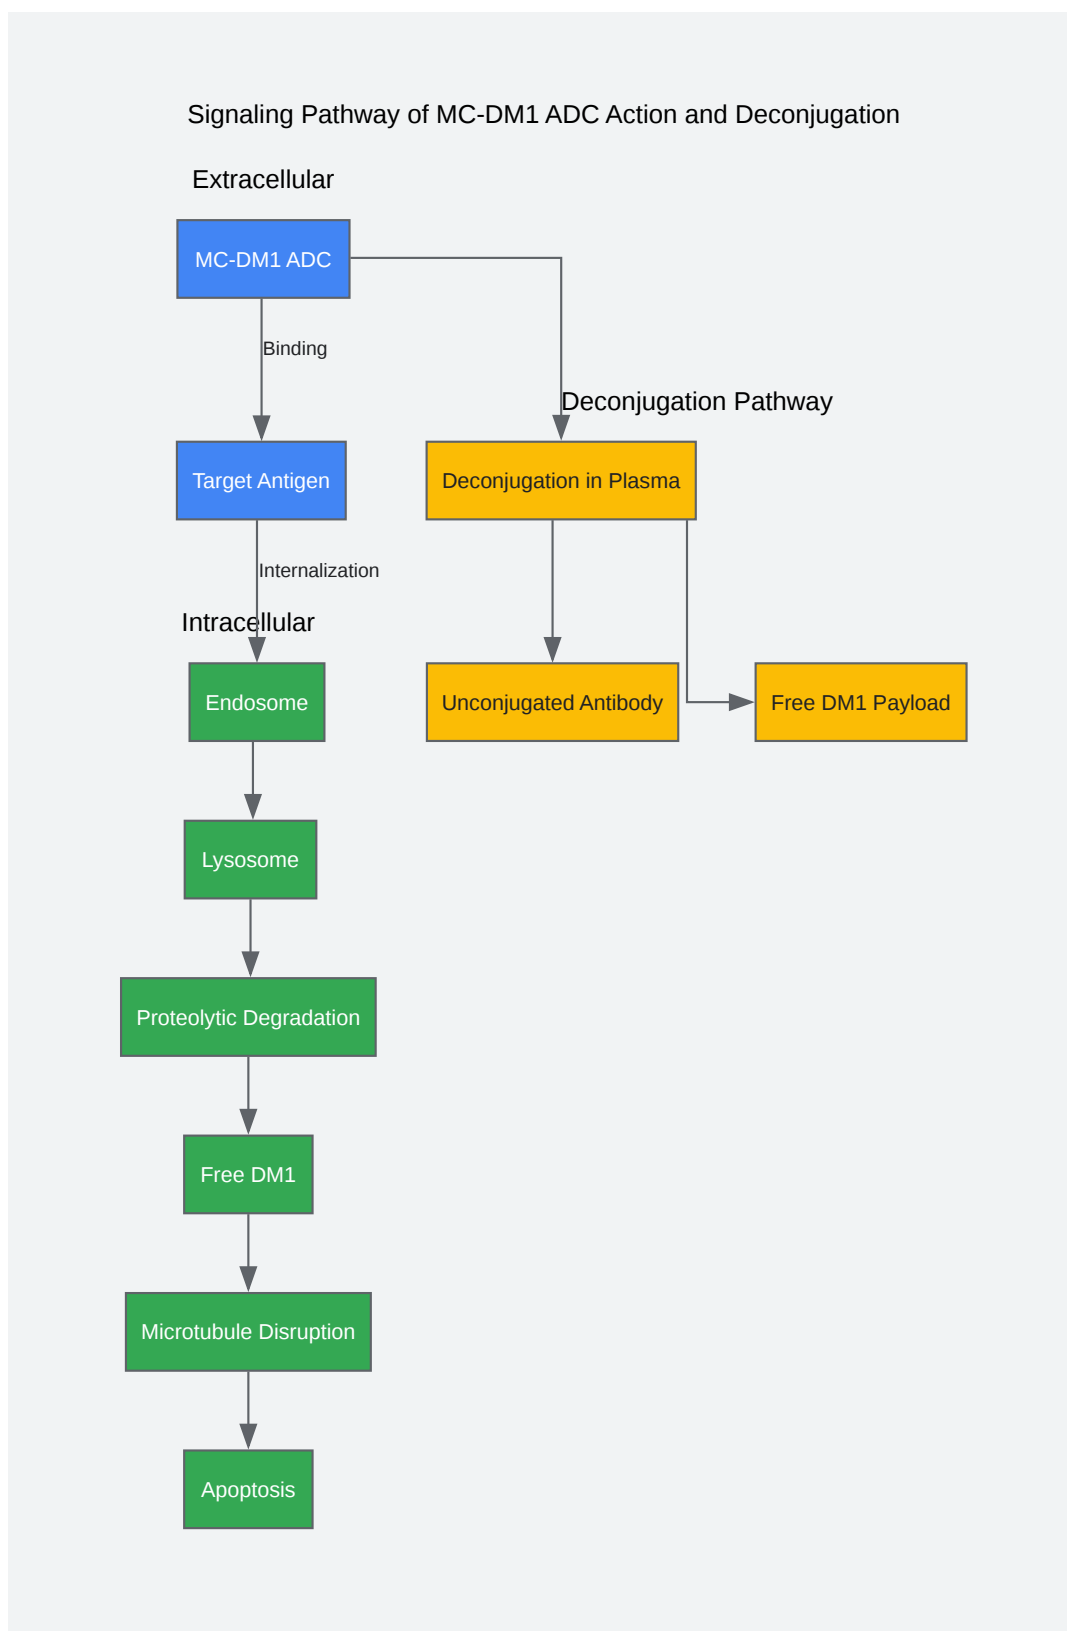 Signaling Pathway of MC-DM1 ADC Action and Deconjugation
Extracellular
MC-DM1 ADC
Binding
Deconjugation Pathway
Target Antigen
Deconjugation in Plasma
Internalization
Intracellular
Endosome
Unconjugated Antibody
Free DM1 Payload
Lysosome
Proteolytic Degradation
Free DM1
Microtubule Disruption
Apoptosis